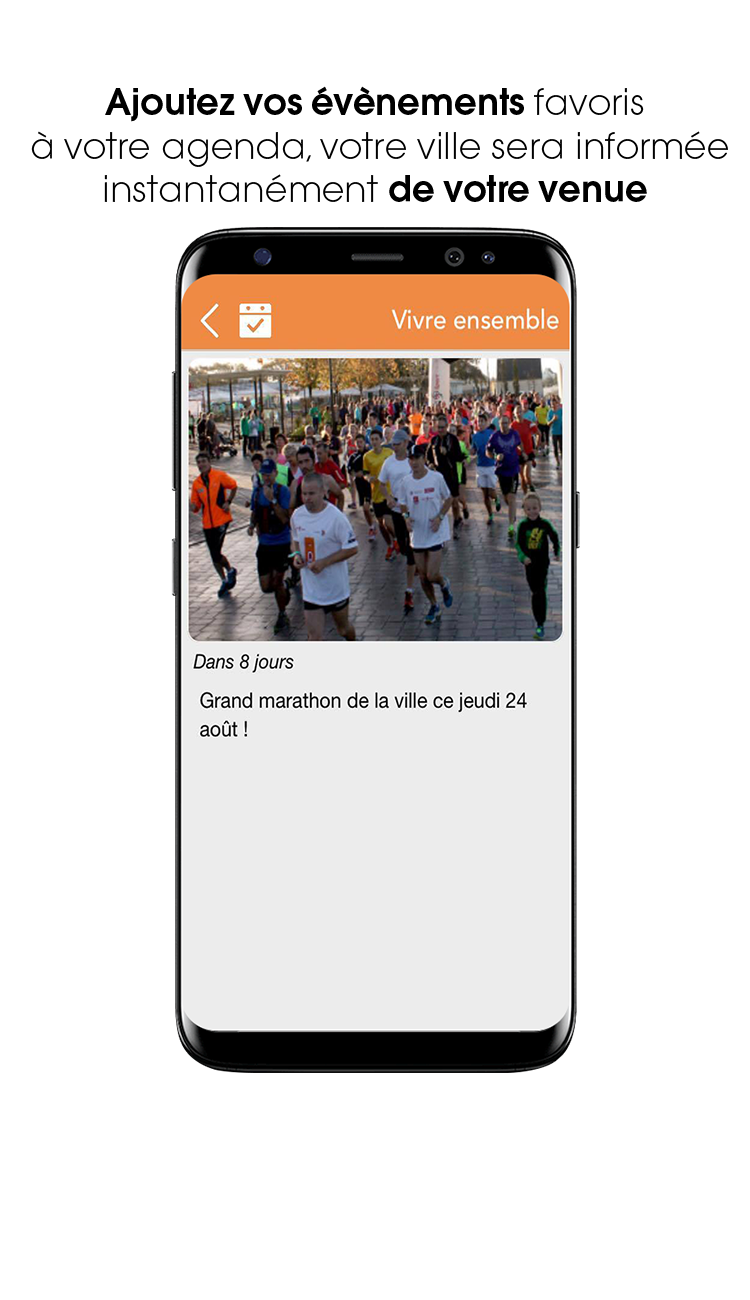 Ajoutez vos évènements favoris
à votre agenda, votre ville sera informée
instantanément de votre venue
Vivre ensemble
Dans 8 jours
Grand marathon de la ville ce jeudi 24
août !